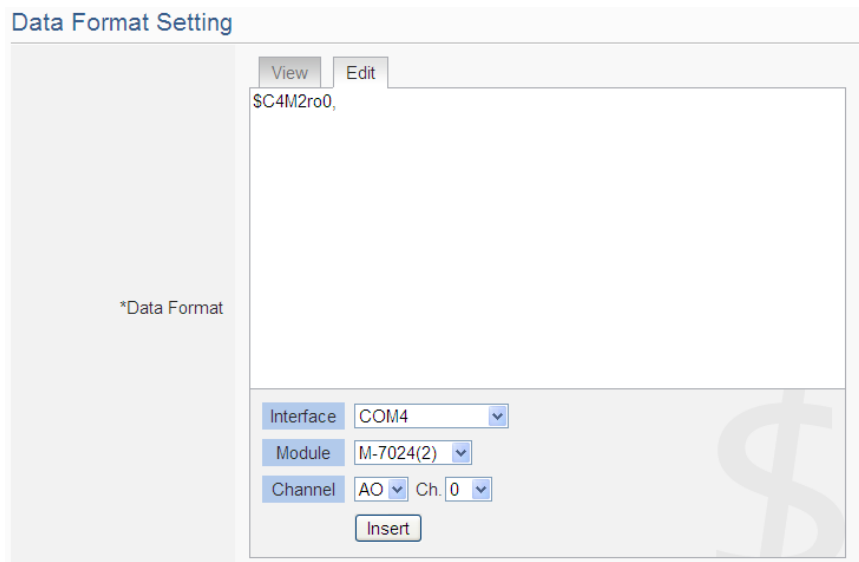 Data Format Setting
View Edit
$C4M2ro0,
*Data Format
Interface COM4
Module M-7024(2)
Channel AO Ch. 0
Insert
$